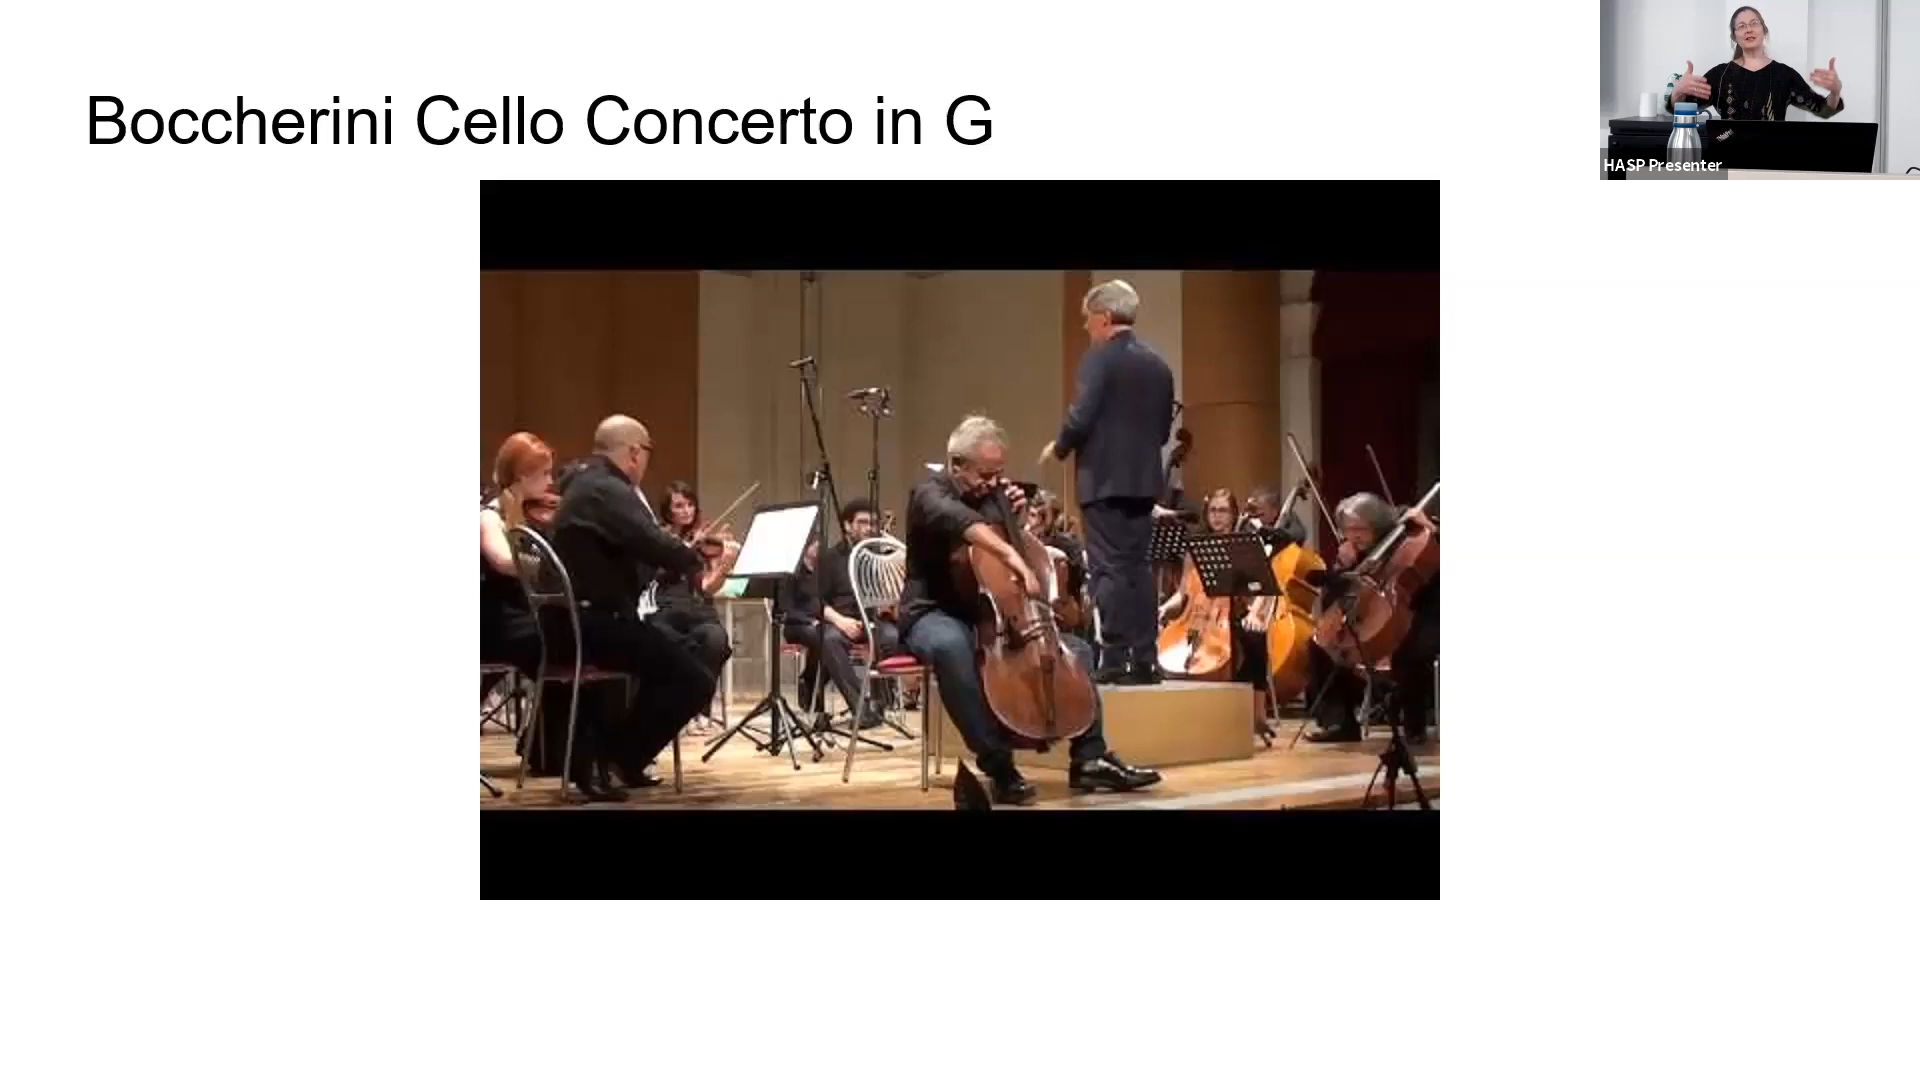 Boccherini Cello Concerto in G
HASP Presenter